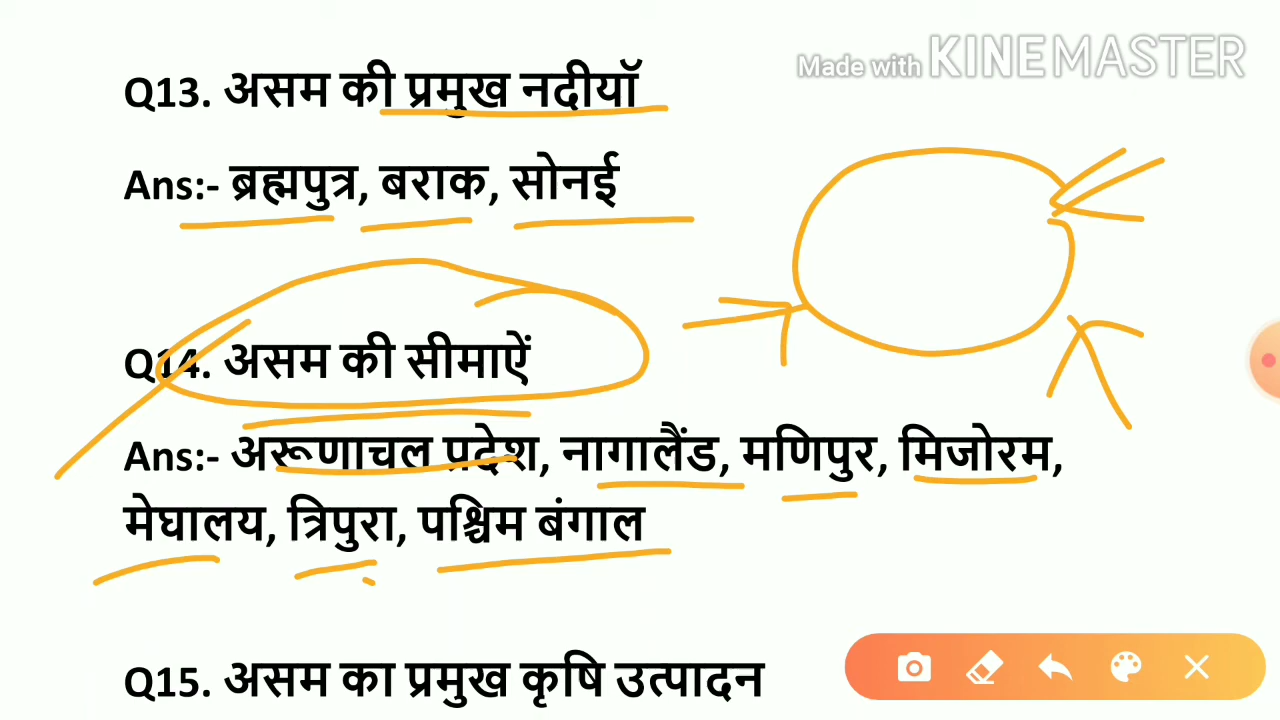 Made with KINEMASTER
Q13. असम की प्रमुख नदीयॉ
Ans:- ब्रह्मपुत्र, बराक, सोनई
Q14. असम की सीमाऐं
Ans:- अरूणाचल प्रदेश, नागालैंड, मणिपुर, मिजोरम,
मेघालय, त्रिपुरा, पश्चिम बंगाल
Q15. असम का प्रमुख कृषि उत्पादन